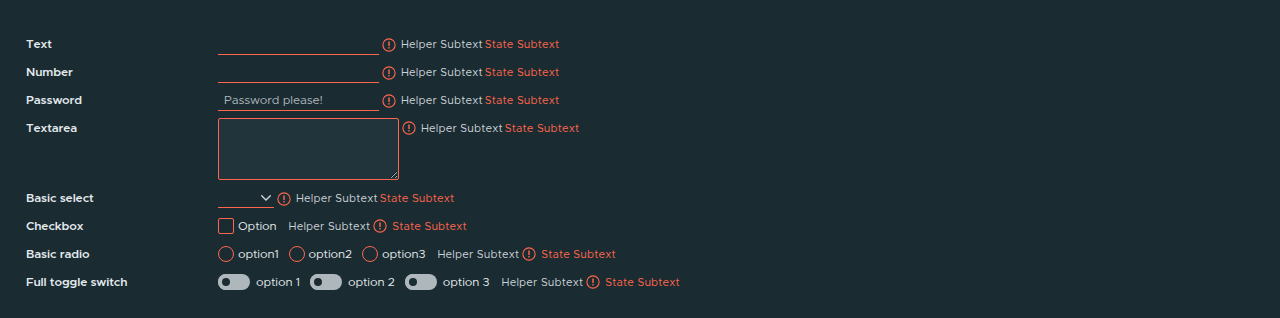 Text Helper Subtext State Subtext
Number Helper Subtext State Subtext
Password Password please! Helper Subtext State Subtext
Textarea Helper Subtext State Subtext
Basic select Helper Subtext State Subtext
Checkbox Option Helper Subtext State Subtext
Basic radio option1 option2 option3 Helper Subtext State Subtext
Full toggle switch option 1 option 2 option 3 Helper Subtext State Subtext